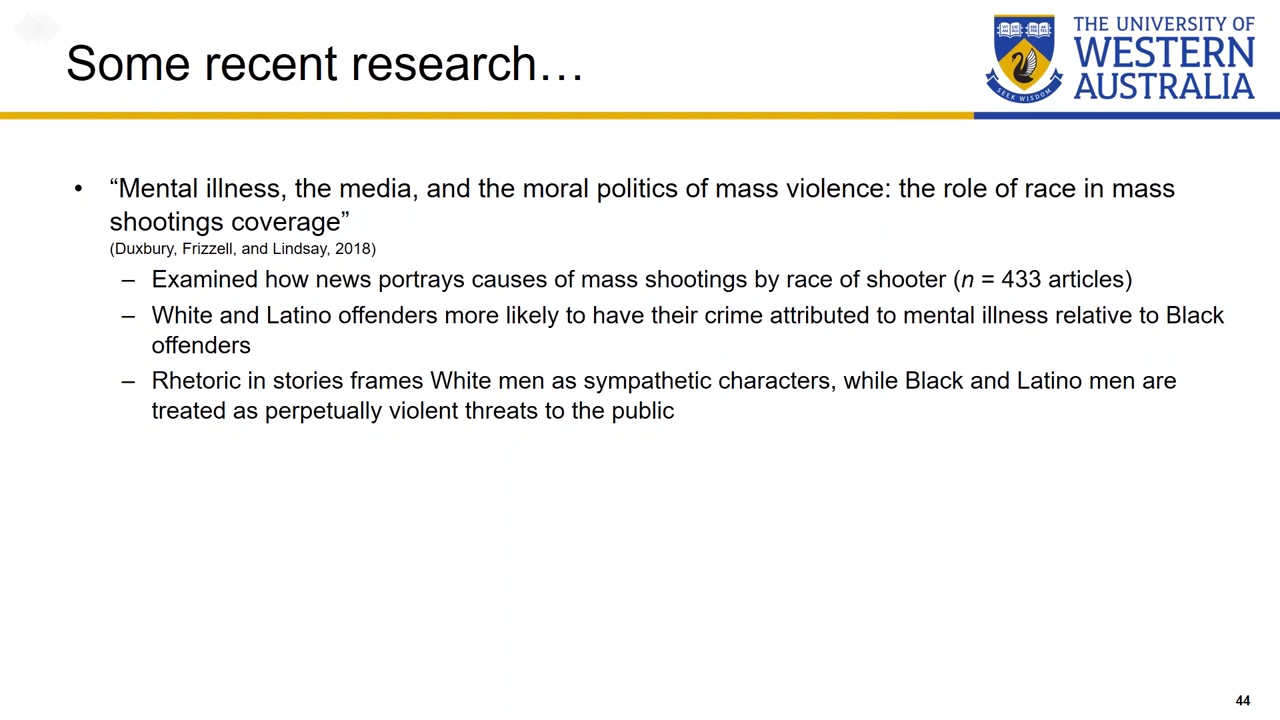 Some recent research…
THE UNIVERSITY OF
WESTERN
AUSTRALIA
SEEK WISDOM
• “Mental illness, the media, and the moral politics of mass violence: the role of race in mass
shootings coverage”
(Duxbury, Frizzell, and Lindsay, 2018)
– Examined how news portrays causes of mass shootings by race of shooter (n = 433 articles)
– White and Latino offenders more likely to have their crime attributed to mental illness relative to Black
offenders
– Rhetoric in stories frames White men as sympathetic characters, while Black and Latino men are
treated as perpetually violent threats to the public
44